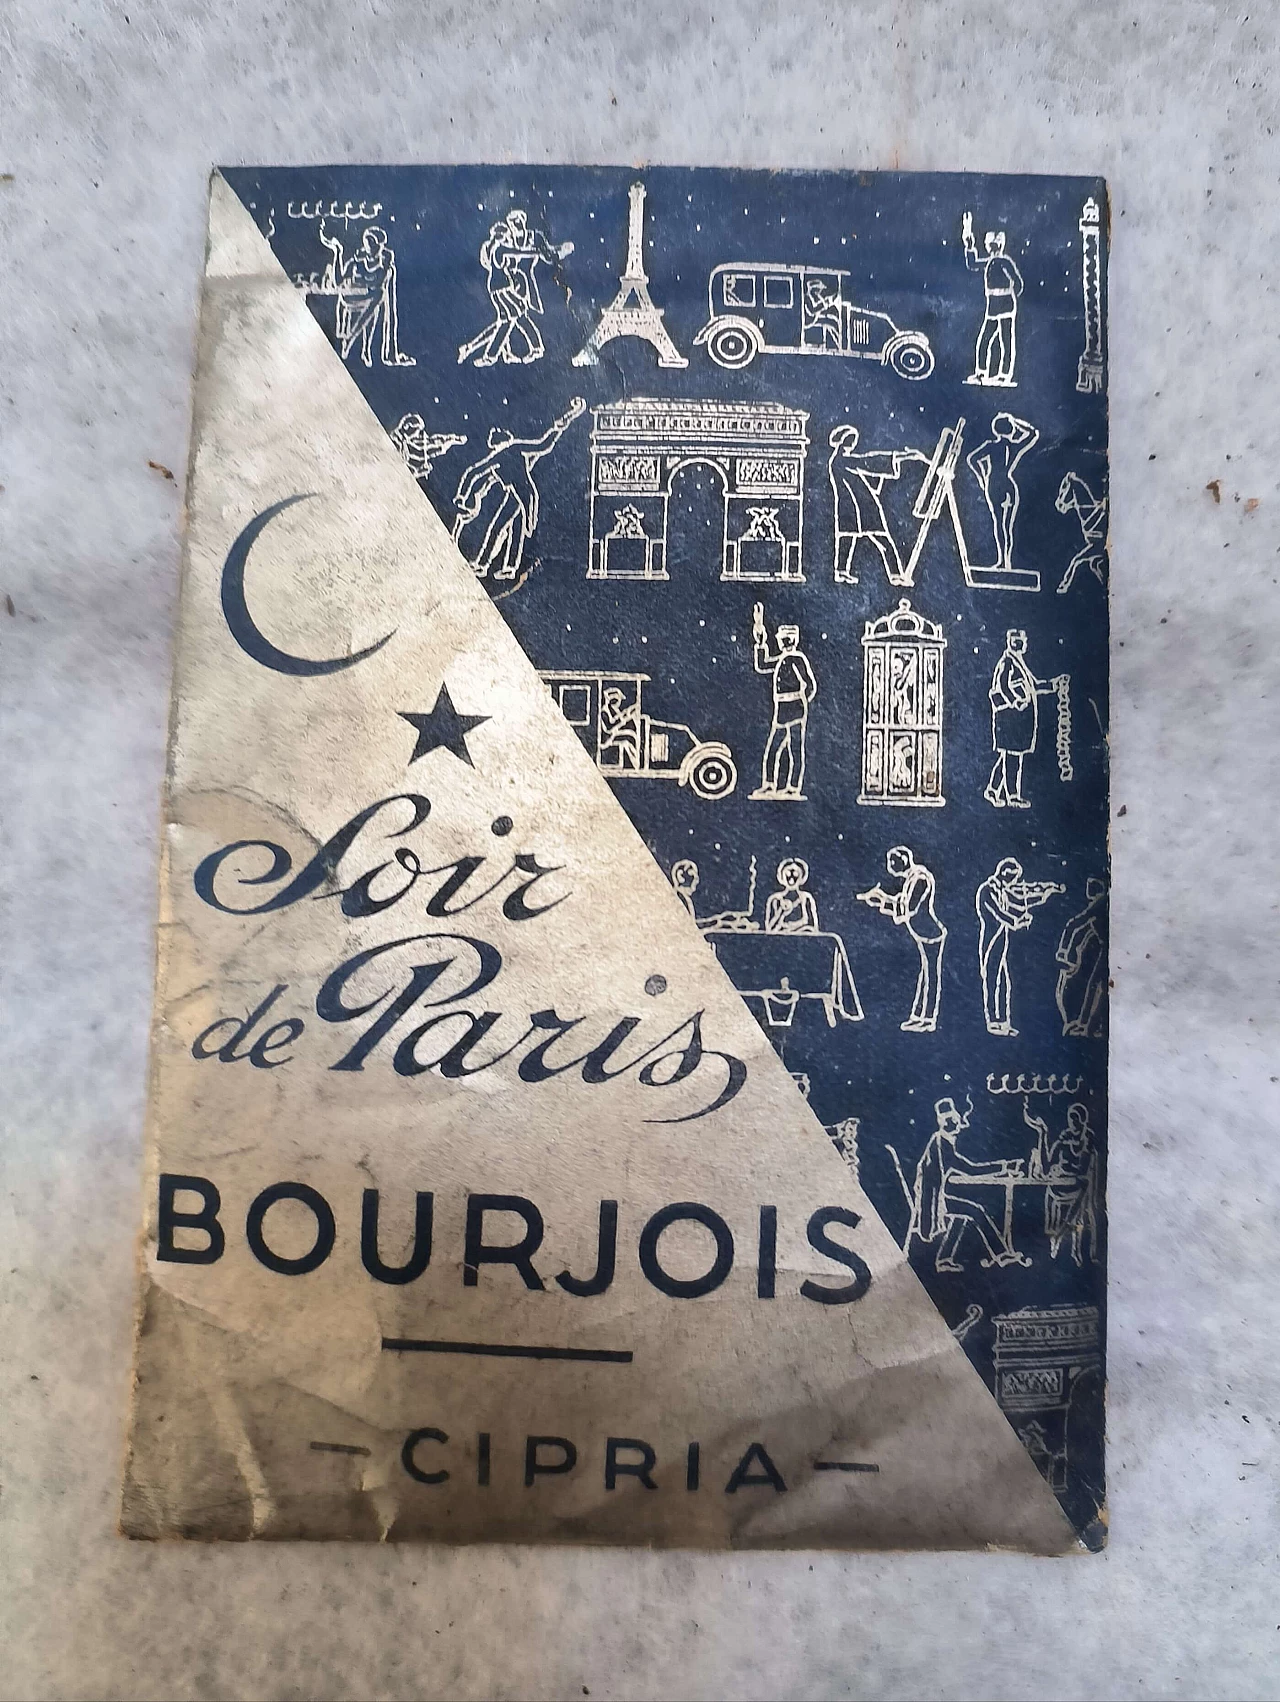 Soir
de Paris
BOURJOIS
- CIPRIA -